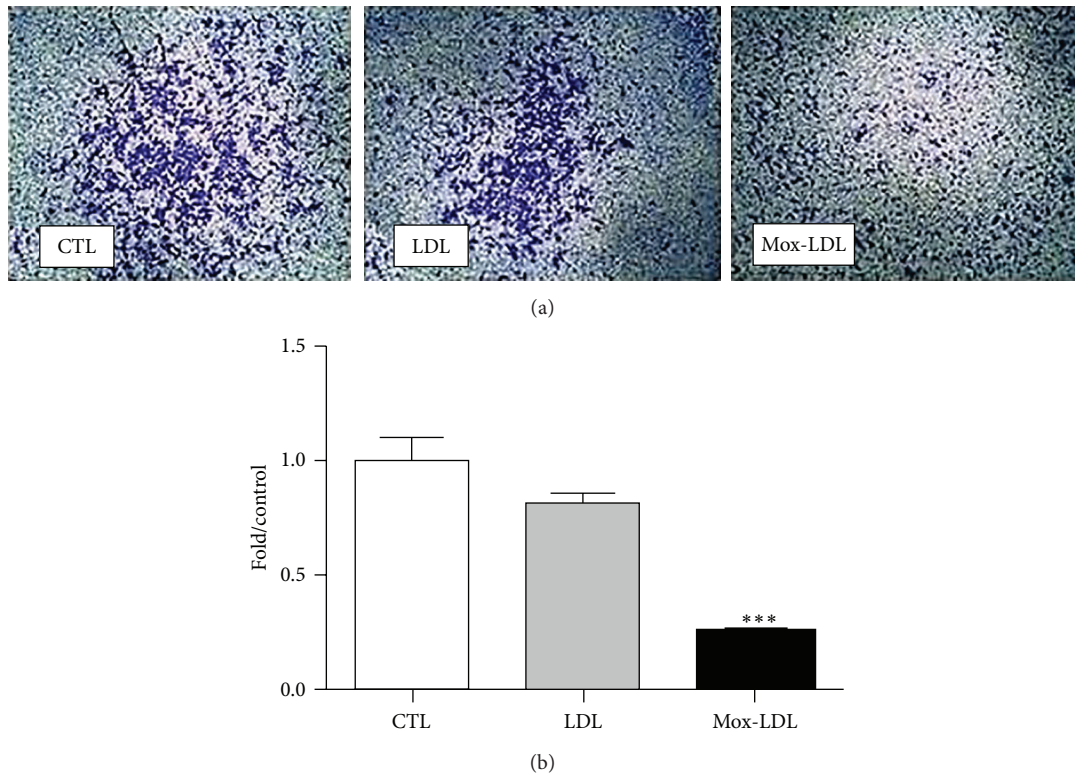 CTL
LDL
Mox-LDL
(a)
1.5
1.0
0.5
0.0
Fold/control
***
CTL
LDL
Mox-LDL
(b)